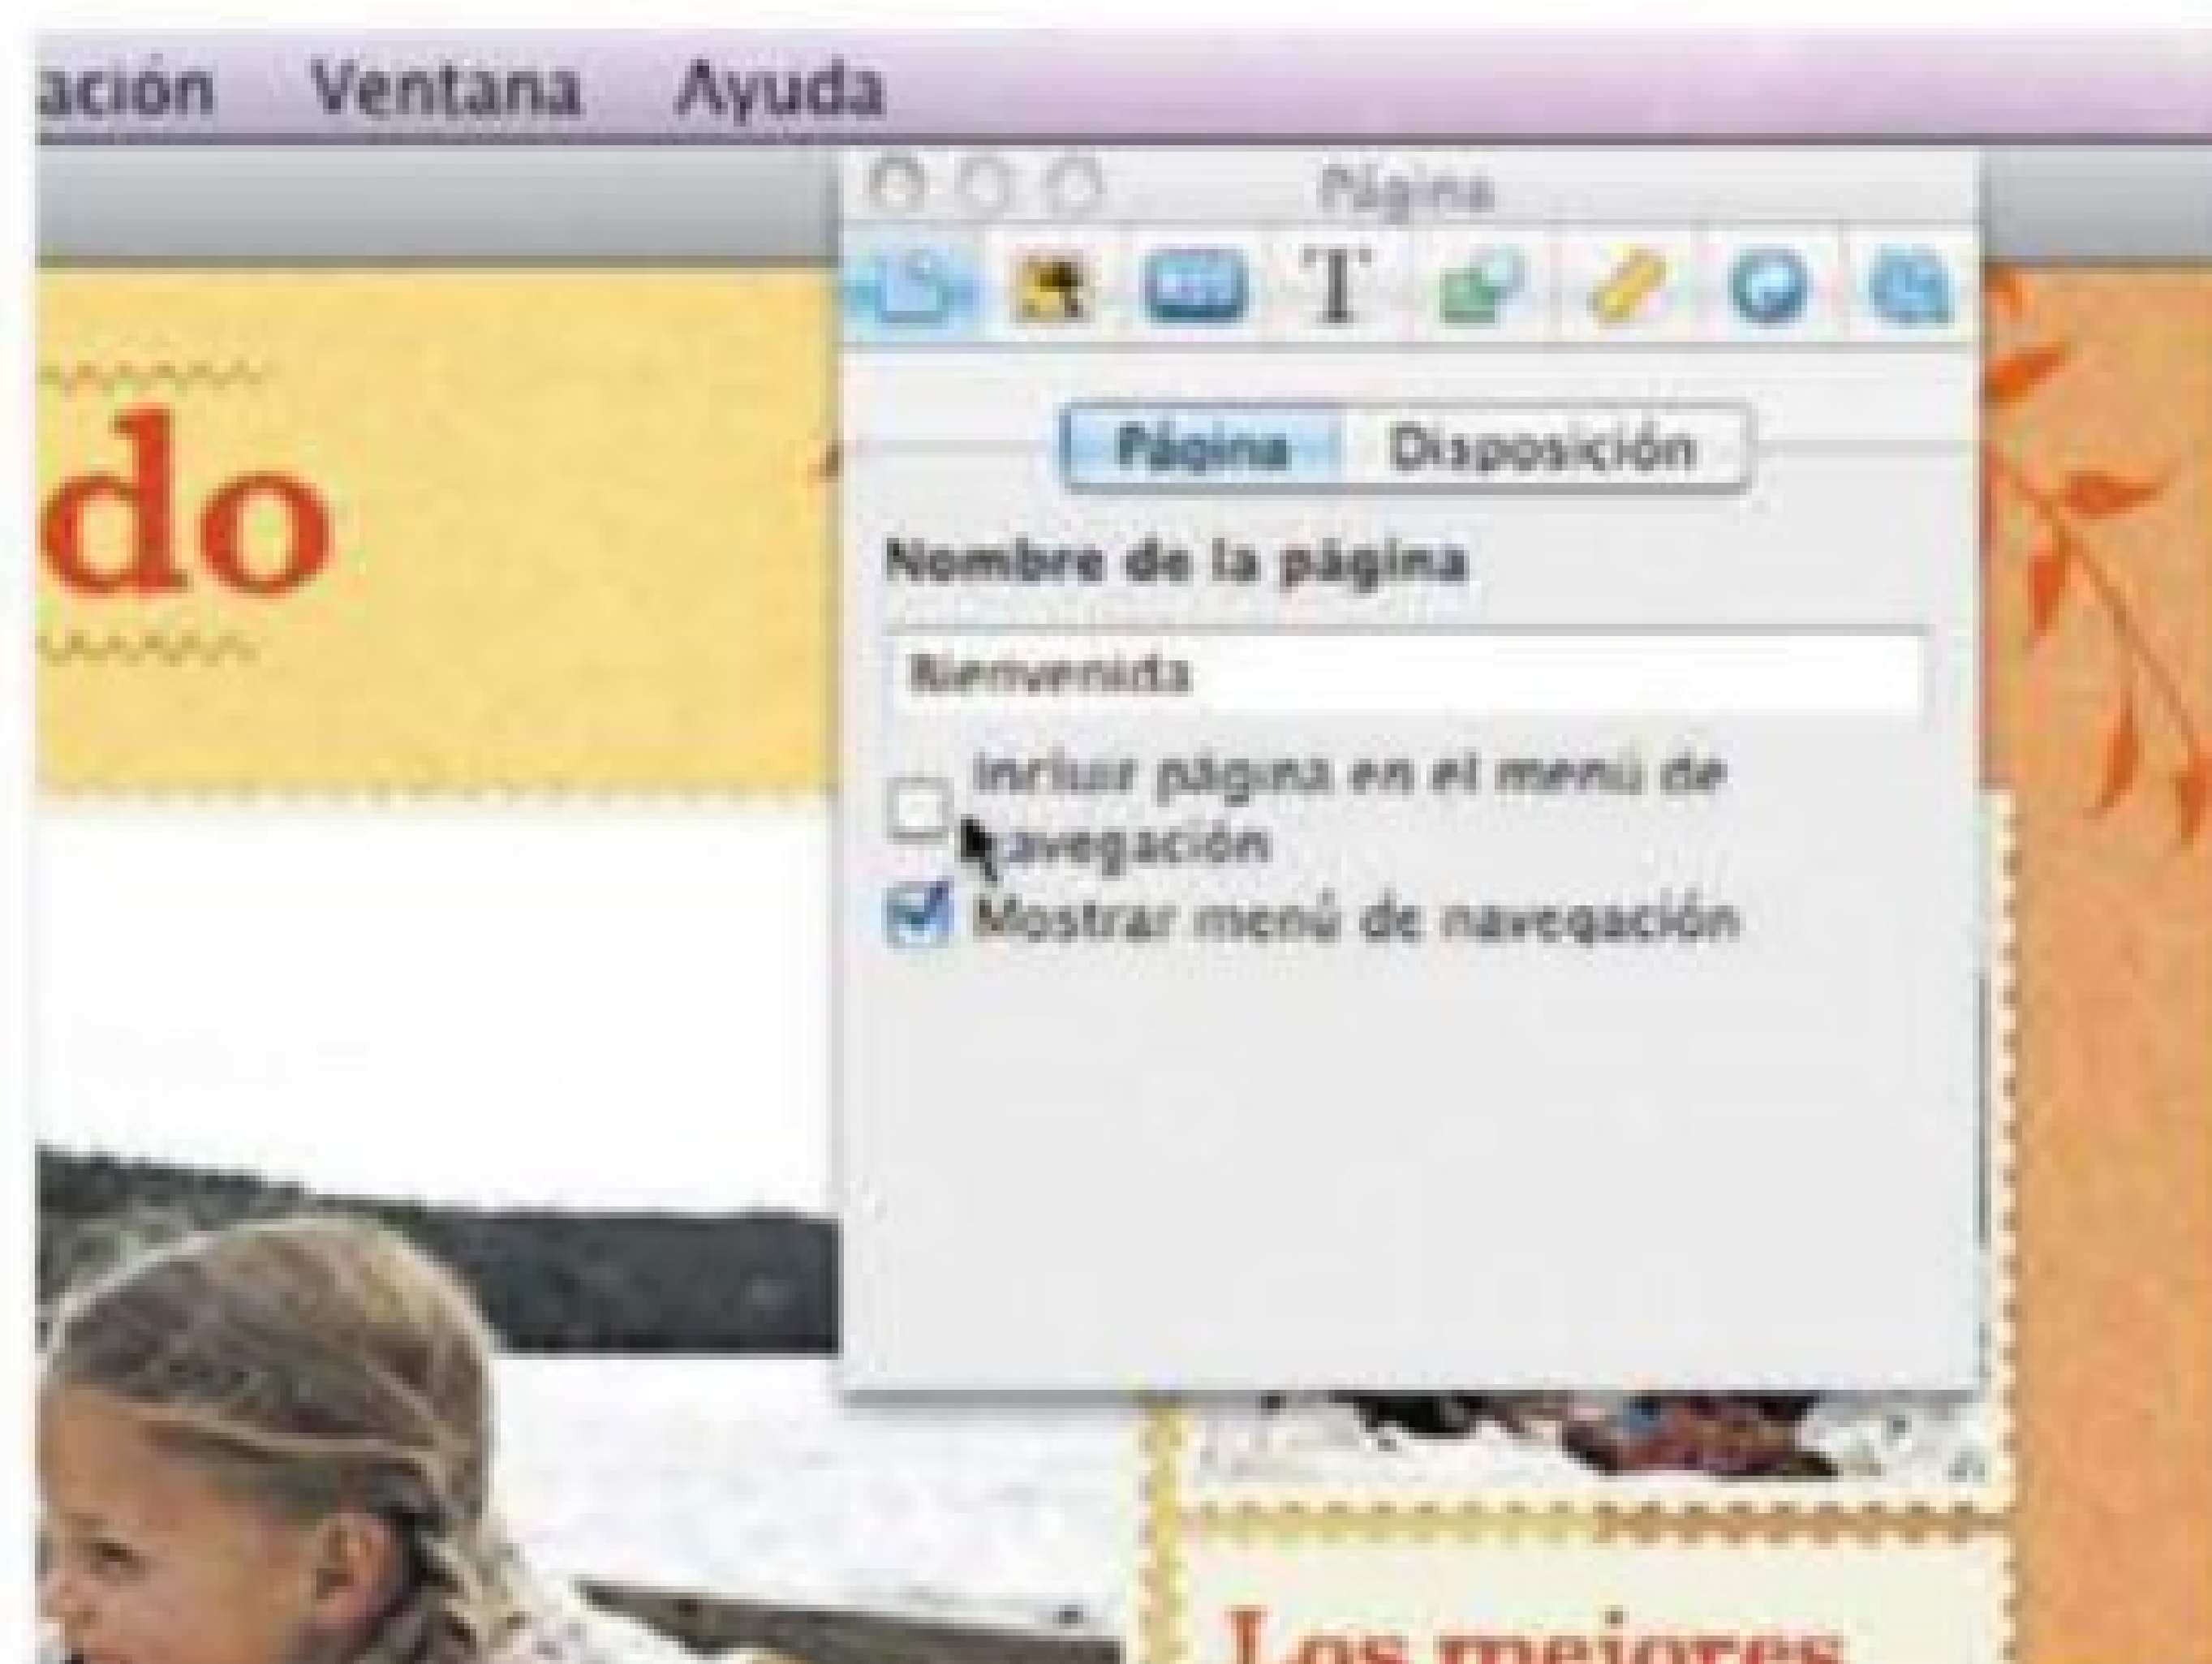 ación Ventana Ayuda
Página
T
do
Página Disposición
Nombre de la página
Bienvenida
Incluir página en el menú de
navegación
Mostrar menú de navegación
Los mejores